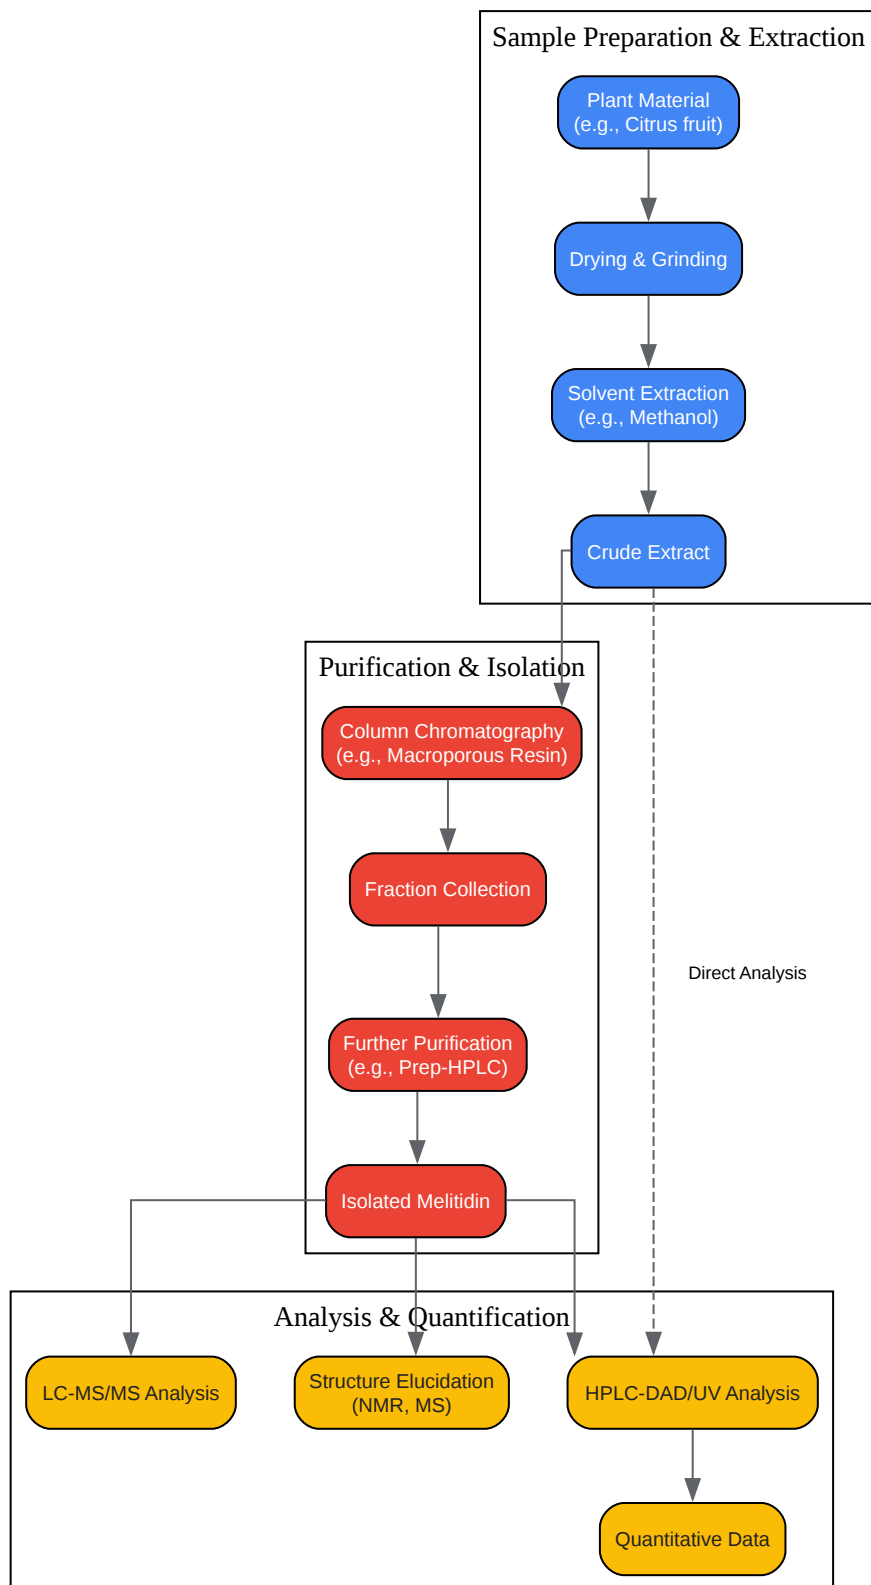 Sample Preparation & Extraction
Plant Material
(e.g., Citrus fruit)
Drying & Grinding
Solvent Extraction
(e.g., Methanol)
Crude Extract
Purification & Isolation
Column Chromatography
(e.g., Macroporous Resin)
Fraction Collection
Direct Analysis
Further Purification
(e.g., Prep-HPLC)
Isolated Melitidin
Analysis & Quantification
LC-MS/MS Analysis
Structure Elucidation
(NMR, MS)
HPLC-DAD/UV Analysis
Quantitative Data